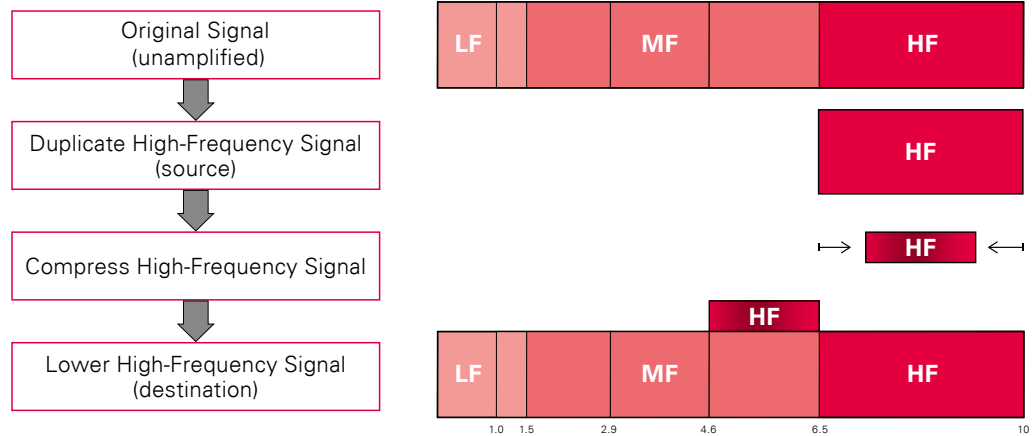 Original Signal
(unamplified)
LF MF HF
Duplicate High-Frequency Signal
(source)
HF
Compress High-Frequency Signal
HF
HF
Lower High-Frequency Signal
(destination)
LF MF HF
1.0 1.5 2.9 4.6 6.5 10